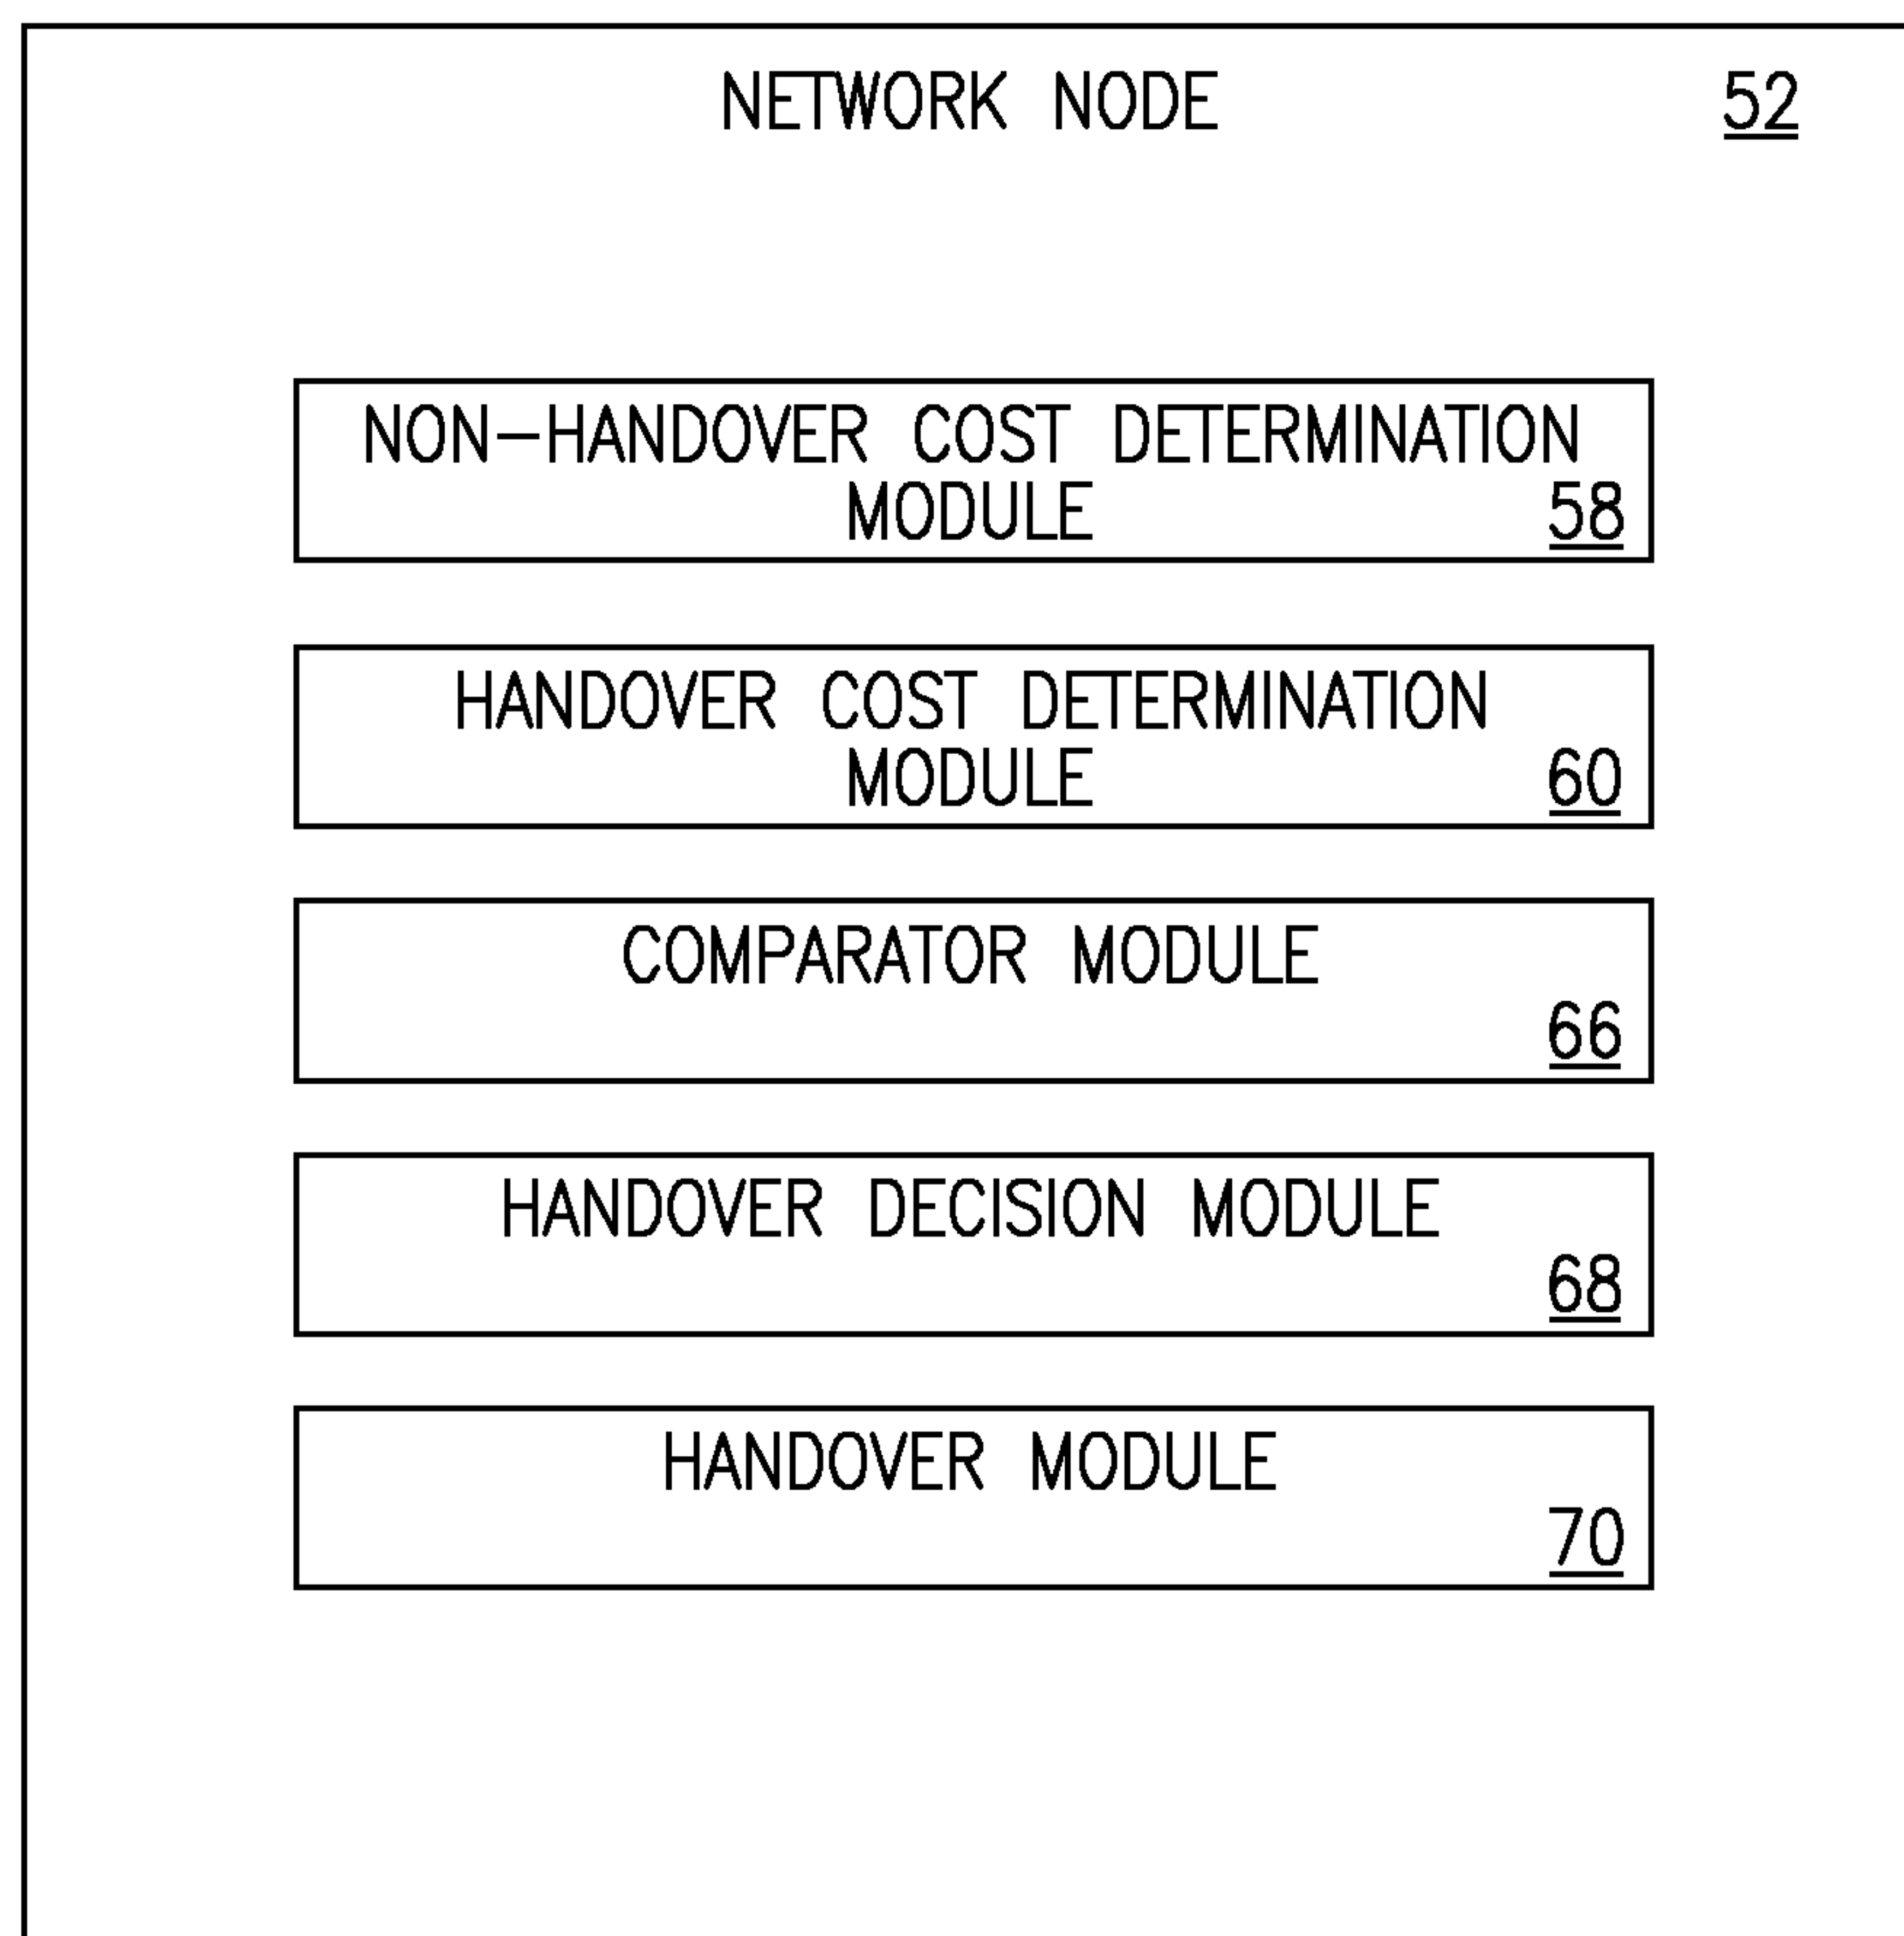 NETWORK NODE 52
NON-HANDOVER COST DETERMINATION
MODULE 58
HANDOVER COST DETERMINATION
MODULE 60
COMPARATOR MODULE
66
HANDOVER DECISION MODULE
68
HANDOVER MODULE
70